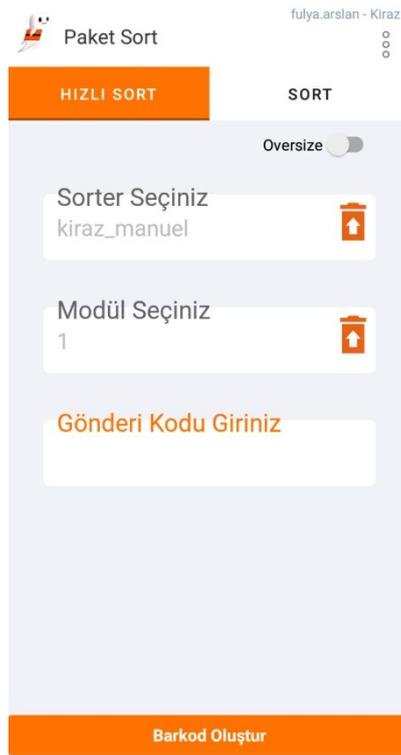 fulya.arslan - Kiraz
Paket Sort
HIZLI SORT
SORT
Oversize
Sorter Seçiniz
kiraz_manuel
Modül Seçiniz
1
Gönderi Kodu Giriniz
Barkod Oluştur